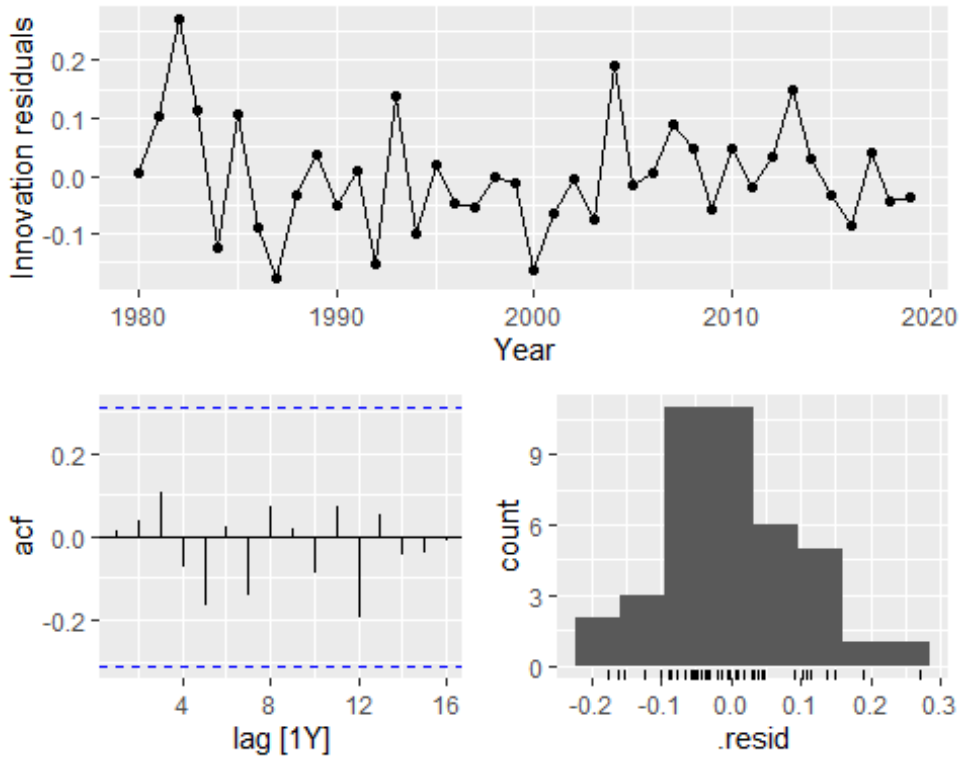 Innovation residuals
0.2
0.1
0.0
-0.1
1980 1990 2000 2010 2020
Year
acf
0.2
0.0
-0.2
4 8 12 16
lag [1Y]
count
9
6
3
0
-0.2 -0.1 0.0 0.1 0.2 0.3
.resid